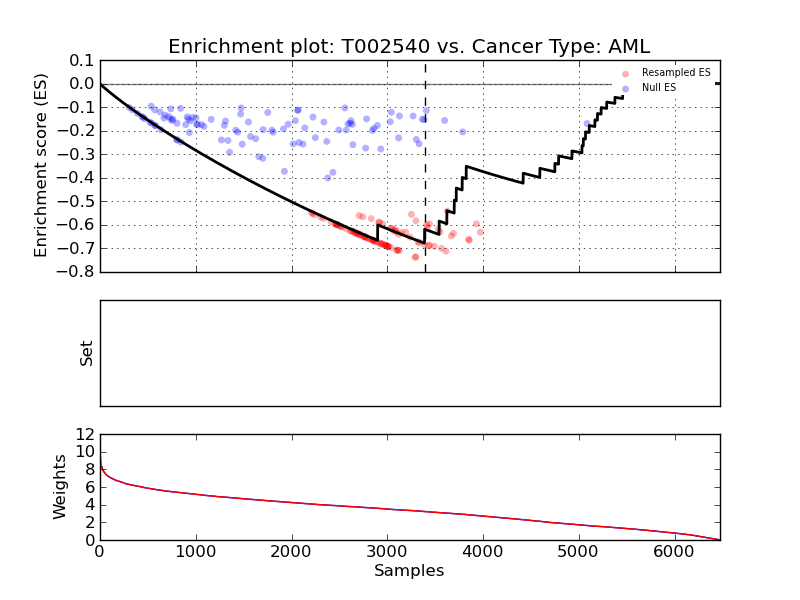 Enrichment plot: T002540 vs. Cancer Type: AML
0.1
0.0
−0.1
−0.2
−0.3
−0.4
−0.5
−0.6
−0.7
−0.8
Enrichment score (ES)
Resampled ES
Null ES
Set
12
10
8
6
4
2
0
Weights
0 1000 2000 3000 4000 5000 6000
Samples